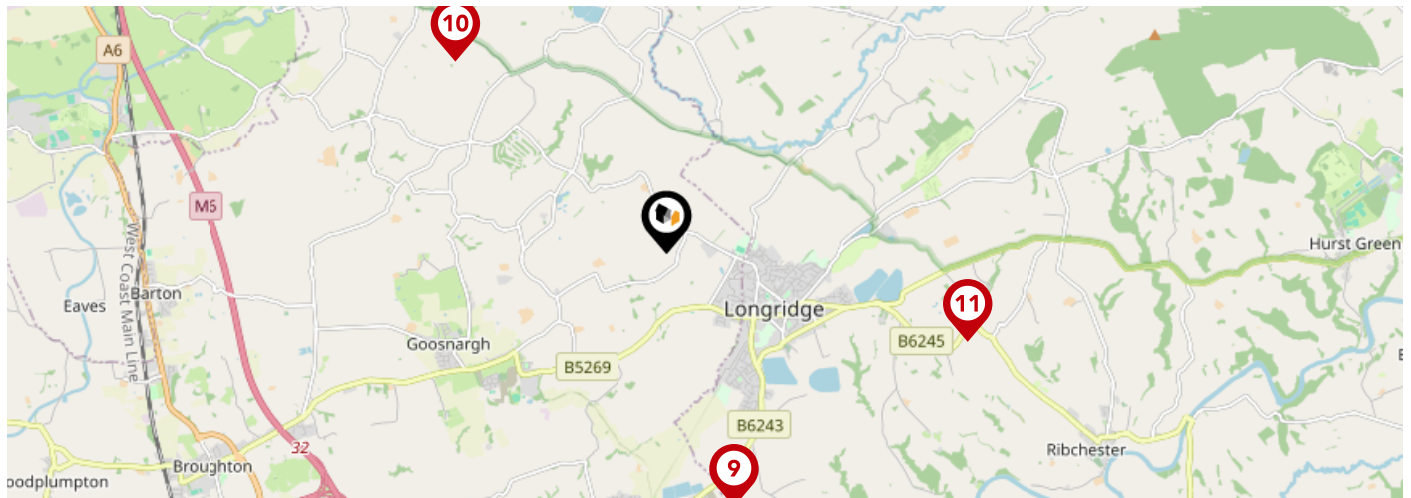 10
A6
M6
West Coast Main Line
Hurst Green
Eaves
Barton
Longridge
11
B6245
Goosnargh
B5269
B6243
32
Ribchester
Broughton
9
oodplumpton